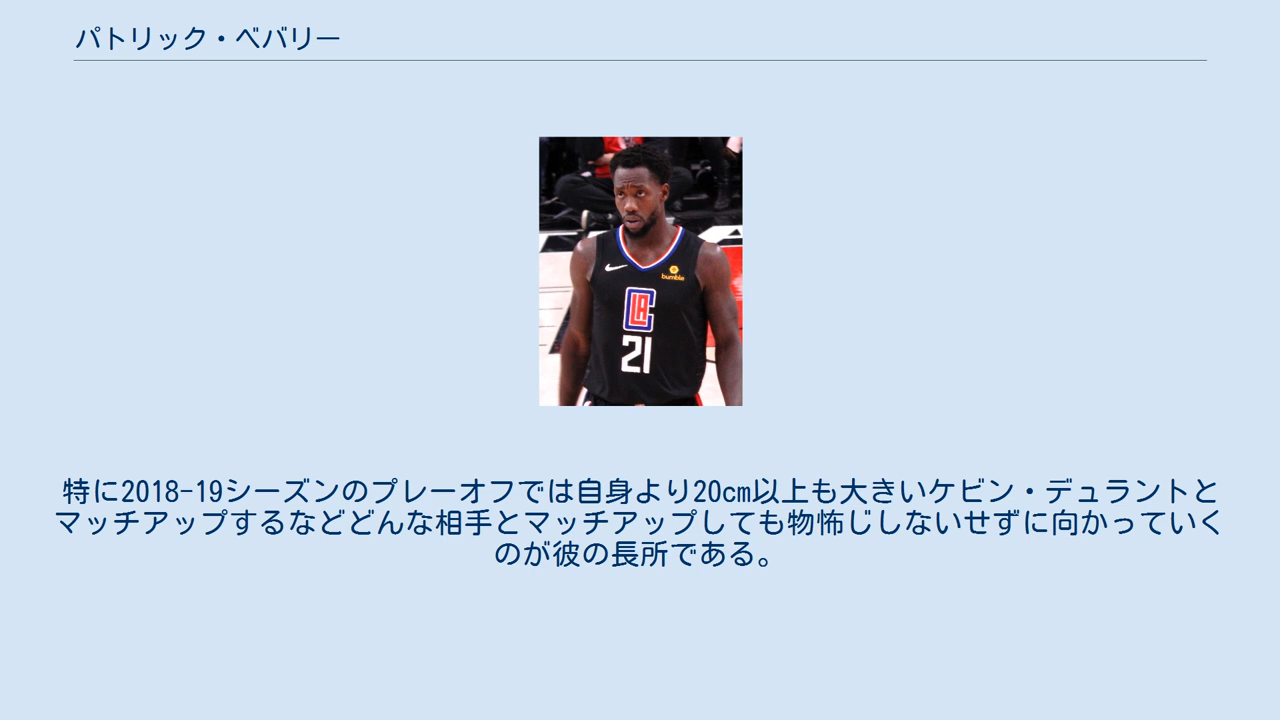 パトリック・ベバリー
bumble
LAC
21
特に2018-19シーズンのプレーオフでは自身より20cm以上も大きいケビン・デュラントと
マッチアップするなどどんな相手とマッチアップしても物怖じしないせずに向かっていく
のが彼の長所である。